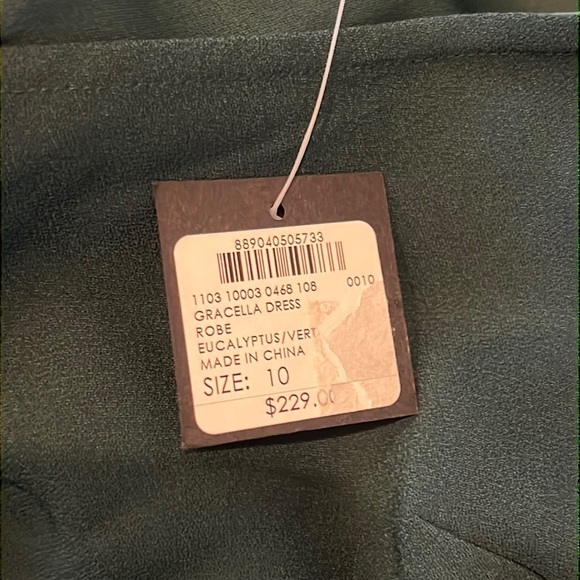 889040505733
1103 10003 0468 108 0010
GRACELLA DRESS
ROBE
EUCALYPTUS/VERT
MADE IN CHINA
SIZE: 10
$229.00